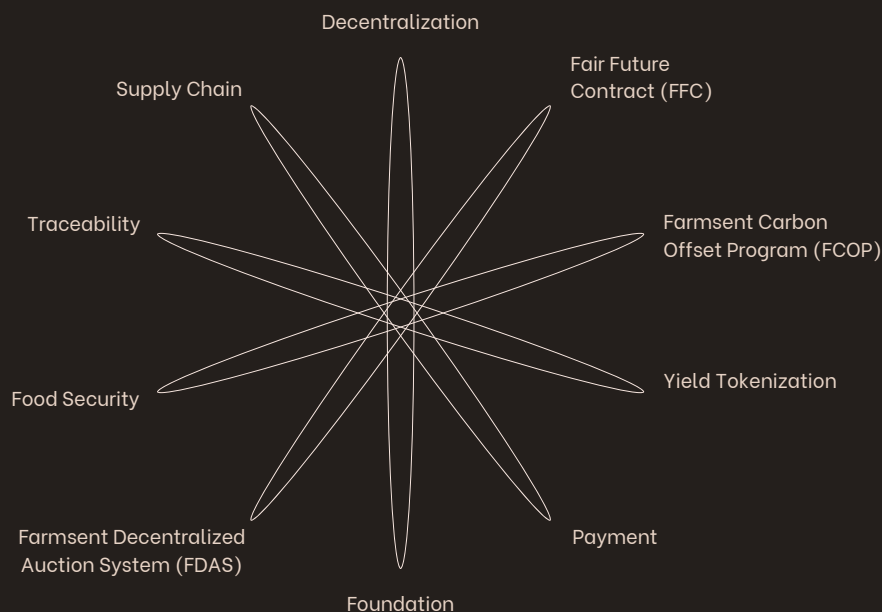 Decentralization
Fair Future
Contract (FFC)
Supply Chain
Traceability
Farmsent Carbon
Offset Program (FCOP)
Yield Tokenization
Food Security
Farmsent Decentralized
Auction System (FDAS)
Payment
Foundation